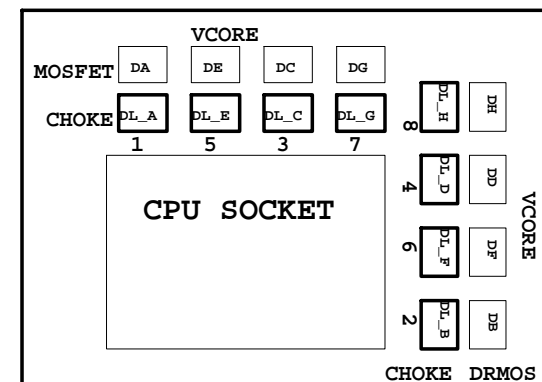 VCORE
MOSFET DA DE DC DG
CHOKE DL_A DL_E DL_C DL_G
1 5 3 7
CPU SOCKET
8 DL_H DH
4 DL_D DD
6 DL_F DF
2 DL_B DB
VCORE
CHOKE DRMOS